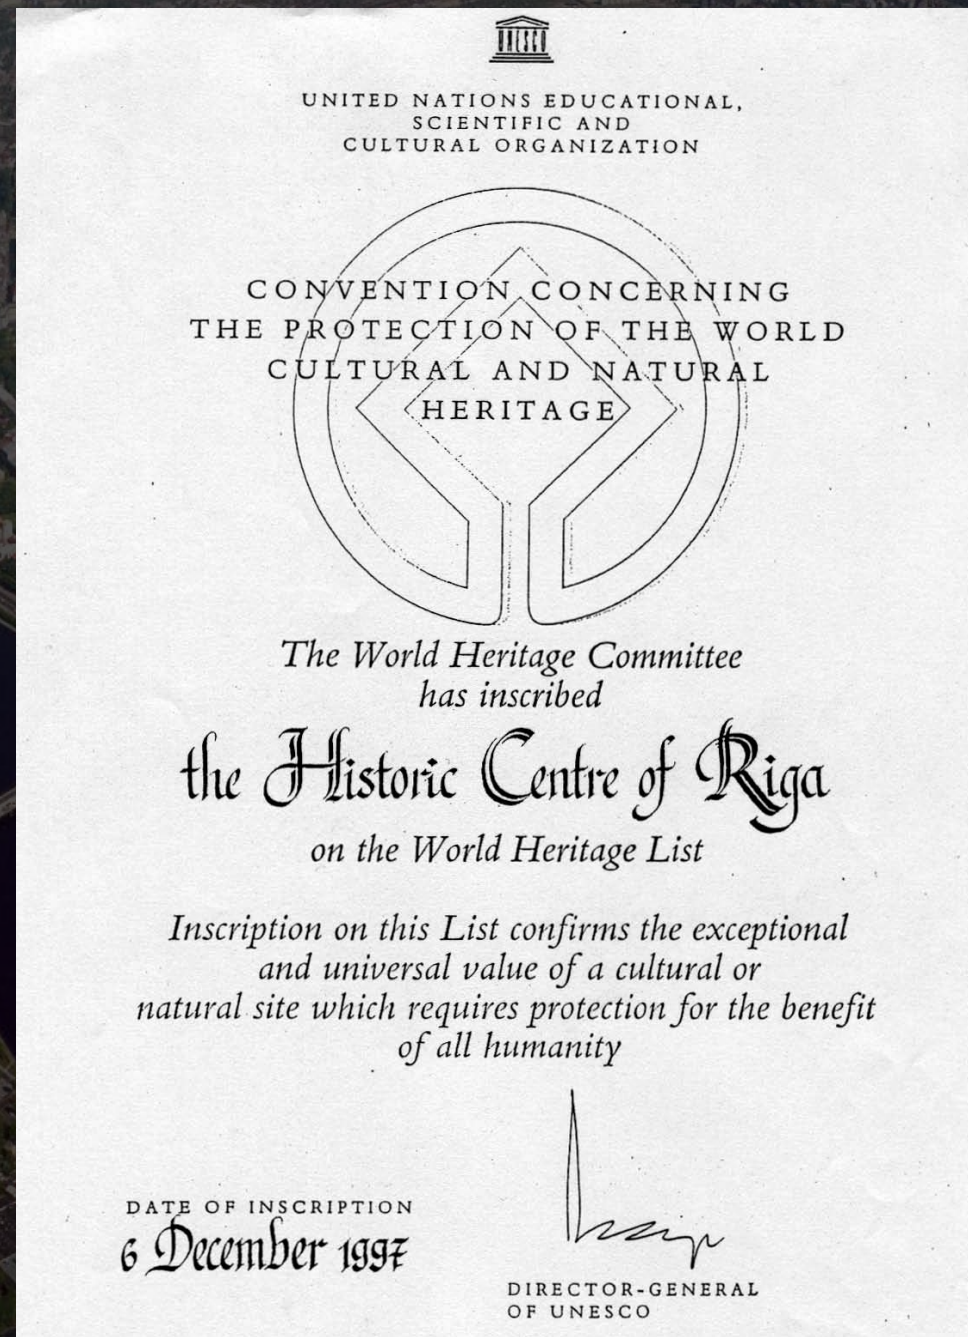 UNESCO
UNITED NATIONS EDUCATIONAL,
SCIENTIFIC AND
CULTURAL ORGANIZATION
CONVENTION CONCERNING
THE PROTECTION OF THE WORLD
CULTURAL AND NATURAL
HERITAGE
The World Heritage Committee
has inscribed
the Historic Centre of Riga
on the World Heritage List
Inscription on this List confirms the exceptional
and universal value of a cultural or
natural site which requires protection for the benefit
of all humanity
DATE OF INSCRIPTION
6 December 1997
DIRECTOR-GENERAL
OF UNESCO